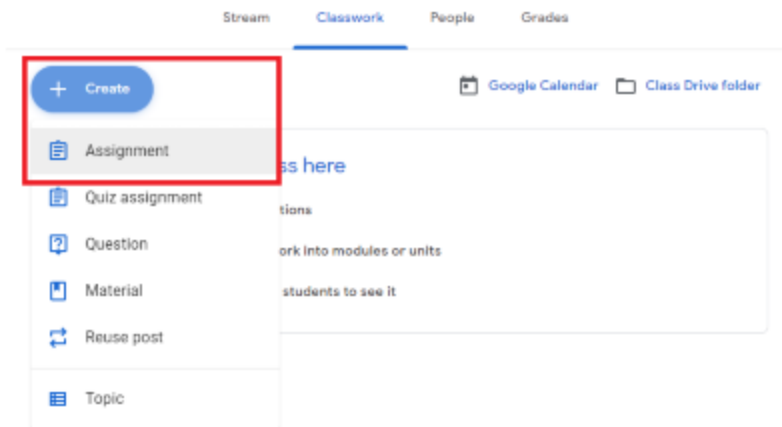 Stream Classwork People Grades
+ Create
Google Calendar Class Drive folder
Assignment
ss here
Quiz assignment
tions
Question
ork into modules or units
Material
students to see it
Reuse post
Topic